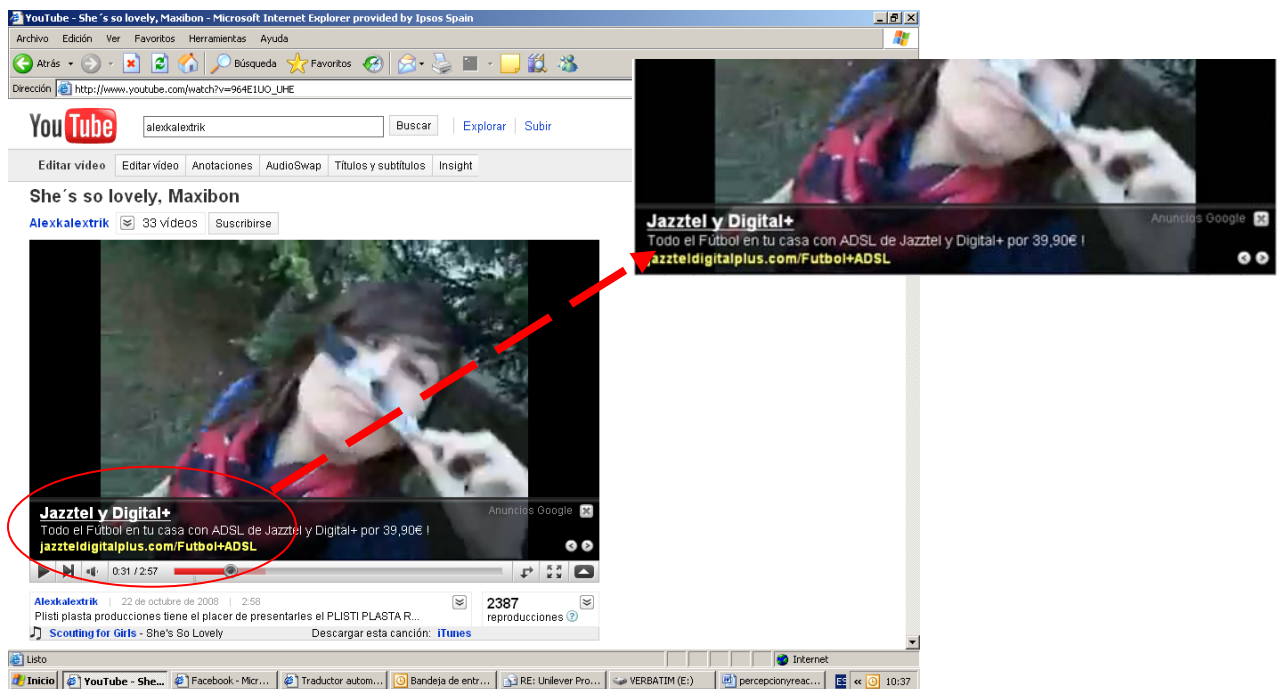 YouTube - She´s so lovely, Maxibon - Microsoft Internet Explorer provided by Ipsos Spain
Archivo Edición Ver Favoritos Herramientas Ayuda
Atrás Búsqueda Favoritos
Dirección http://www.youtube.com/watch?v=964E1UO_UHE
YouTube alexkalextrik Buscar Explorar Subir
Editar vídeo Editar vídeo Anotaciones AudioSwap Títulos y subtítulos Insight
She´s so lovely, Maxibon
Alexkalextrik 33 vídeos Suscribirse
Jazztel y Digital+ Anuncios Google
Todo el Fútbol en tu casa con ADSL de Jazztel y Digital+ por 39,90€ !
jazzteldigitalplus.com/Futbol+ADSL
0:31 / 2:57
Alexkalextrik | 22 de octubre de 2008 | 2:58
Plisti plasta producciones tiene el placer de presentarles el PLISTI PLASTA R...
2387
reproducciones
Scouting for Girls - She's So Lovely Descargar esta canción: iTunes
Listo Internet
Inicio YouTube - She... Facebook - Micr... Traductor autom... Bandeja de entr... RE: Unilever Pro... VERBATIM (E:) percepcionyreac... ES « 10:37
Jazztel y Digital+ Anuncios Google
Todo el Fútbol en tu casa con ADSL de Jazztel y Digital+ por 39,90€ !
jazzteldigitalplus.com/Futbol+ADSL